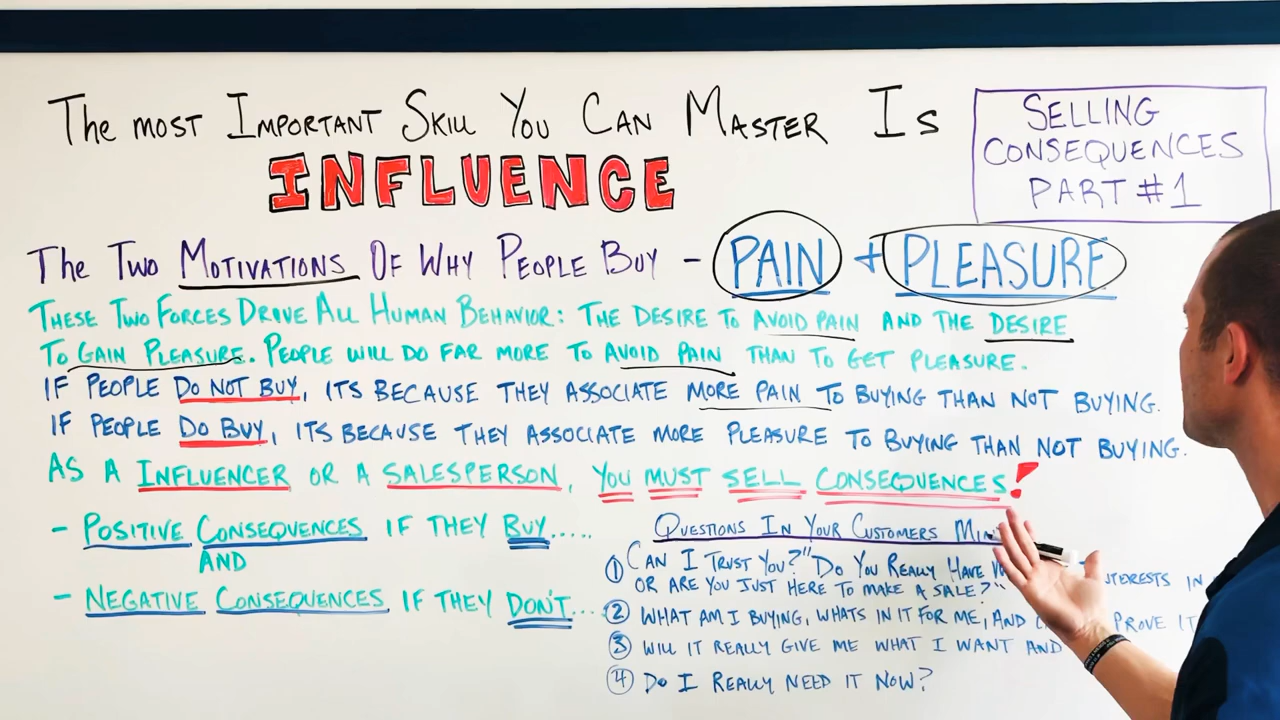 The most Important Skill You Can Master Is
INFLUENCE
SELLING
CONSEQUENCES
PART #1
The Two Motivations Of Why People Buy - PAIN + PLEASURE
These Two Forces Drove All Human Behavior: The desire to avoid pain and the desire
to gain pleasure. People will do far more to avoid pain than to get pleasure.
If people do not buy, its because they associate more pain to buying than not buying.
If people do buy, its because they associate more pleasure to buying than not buying.
As a Influencer or a salesperson, you must sell consequences!
- Positive Consequences if they buy.....
and
- Negative Consequences if they don't...
Questions In Your Customers
① Can I Trust You?" Do You Really Have
or are you just here to make a sale?"
② What am I buying, whats in it for me, and prove it
③ Will it really give me what I want and
④ Do I really need it now?